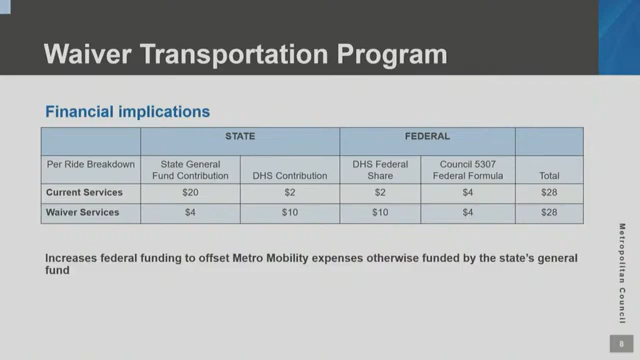 Waiver Transportation Program
Financial implications
STATE FEDERAL
Per Ride Breakdown State General Fund Contribution DHS Contribution DHS Federal Share Council 5307 Federal Formula Total
Current Services $20 $2 $2 $4 $28
Waiver Services $4 $10 $10 $4 $28
Increases federal funding to offset Metro Mobility expenses otherwise funded by the state's general
fund
Metropolitan Council
8